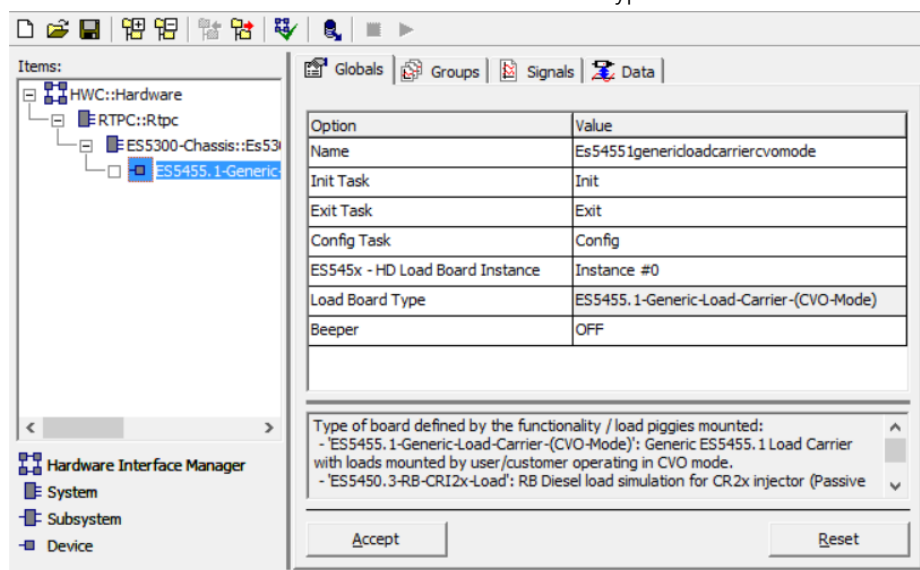 Items:
HWC::Hardware
RTPC::Rtpc
ES5300-Chassis::Es53
ES5455.1-Generic-
Hardware Interface Manager
System
Subsystem
Device
Globals Groups Signals Data
Option Value
Name Es54551genericloadcarriercvomode
Init Task Init
Exit Task Exit
Config Task Config
ES545x - HD Load Board Instance Instance #0
Load Board Type ES5455.1-Generic-Load-Carrier-(CVO-Mode)
Beeper OFF
Type of board defined by the functionality / load piggies mounted:
- 'ES5455.1-Generic-Load-Carrier-(CVO-Mode)': Generic ES5455.1 Load Carrier
with loads mounted by user/customer operating in CVO mode.
- 'ES5450.3-RB-CRI2x-Load': RB Diesel load simulation for CR2x injector (Passive
Accept Reset